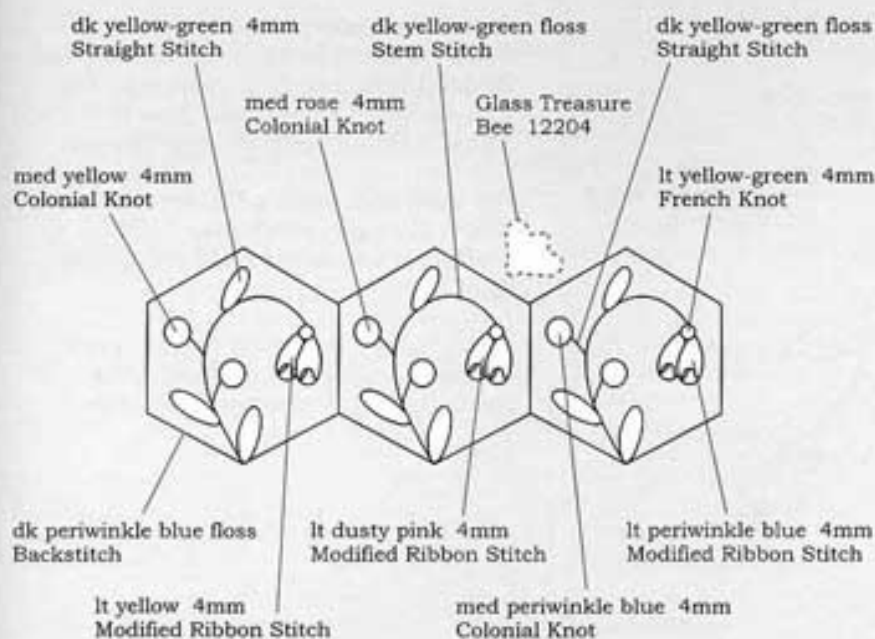 dk yellow-green 4mm
Straight Stitch
dk yellow-green floss
Stem Stitch
dk yellow-green floss
Straight Stitch
med rose 4mm
Colonial Knot
Glass Treasure
Bee 12204
med yellow 4mm
Colonial Knot
lt yellow-green 4mm
French Knot
dk periwinkle blue floss
Backstitch
lt dusty pink 4mm
Modified Ribbon Stitch
lt periwinkle blue 4mm
Modified Ribbon Stitch
lt yellow 4mm
Modified Ribbon Stitch
med periwinkle blue 4mm
Colonial Knot